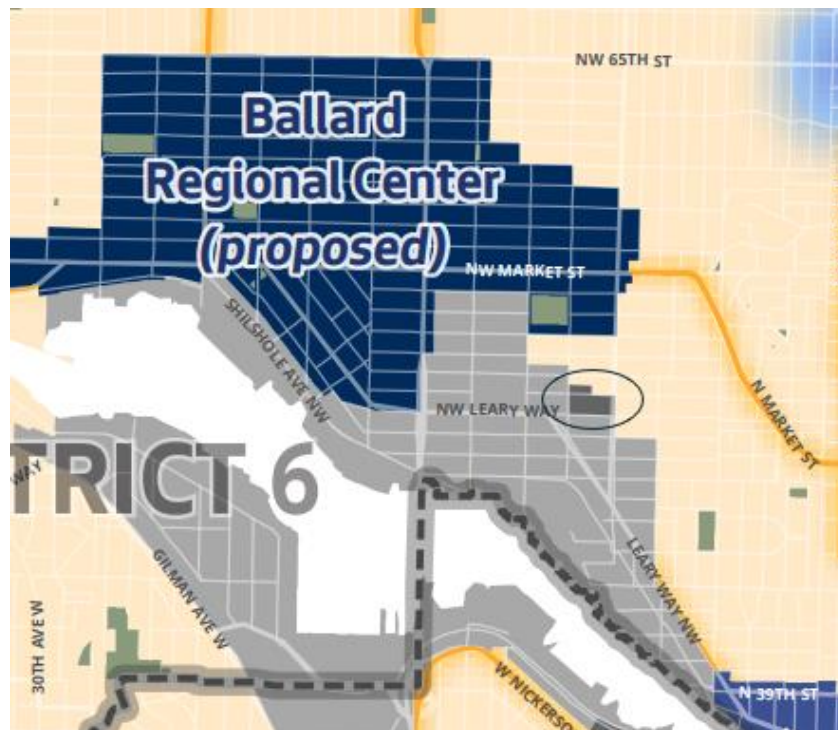 NW 65TH ST
Ballard
Regional Center
(proposed)
NW MARKET ST
SHILSHOLE AVE NW
NW LEARY WAY
N MARKET ST
TRICT 6
WAY
GILMAN AVE W
LEARY WAY NW
30TH AVE W
W NICKERSO
N 39TH ST